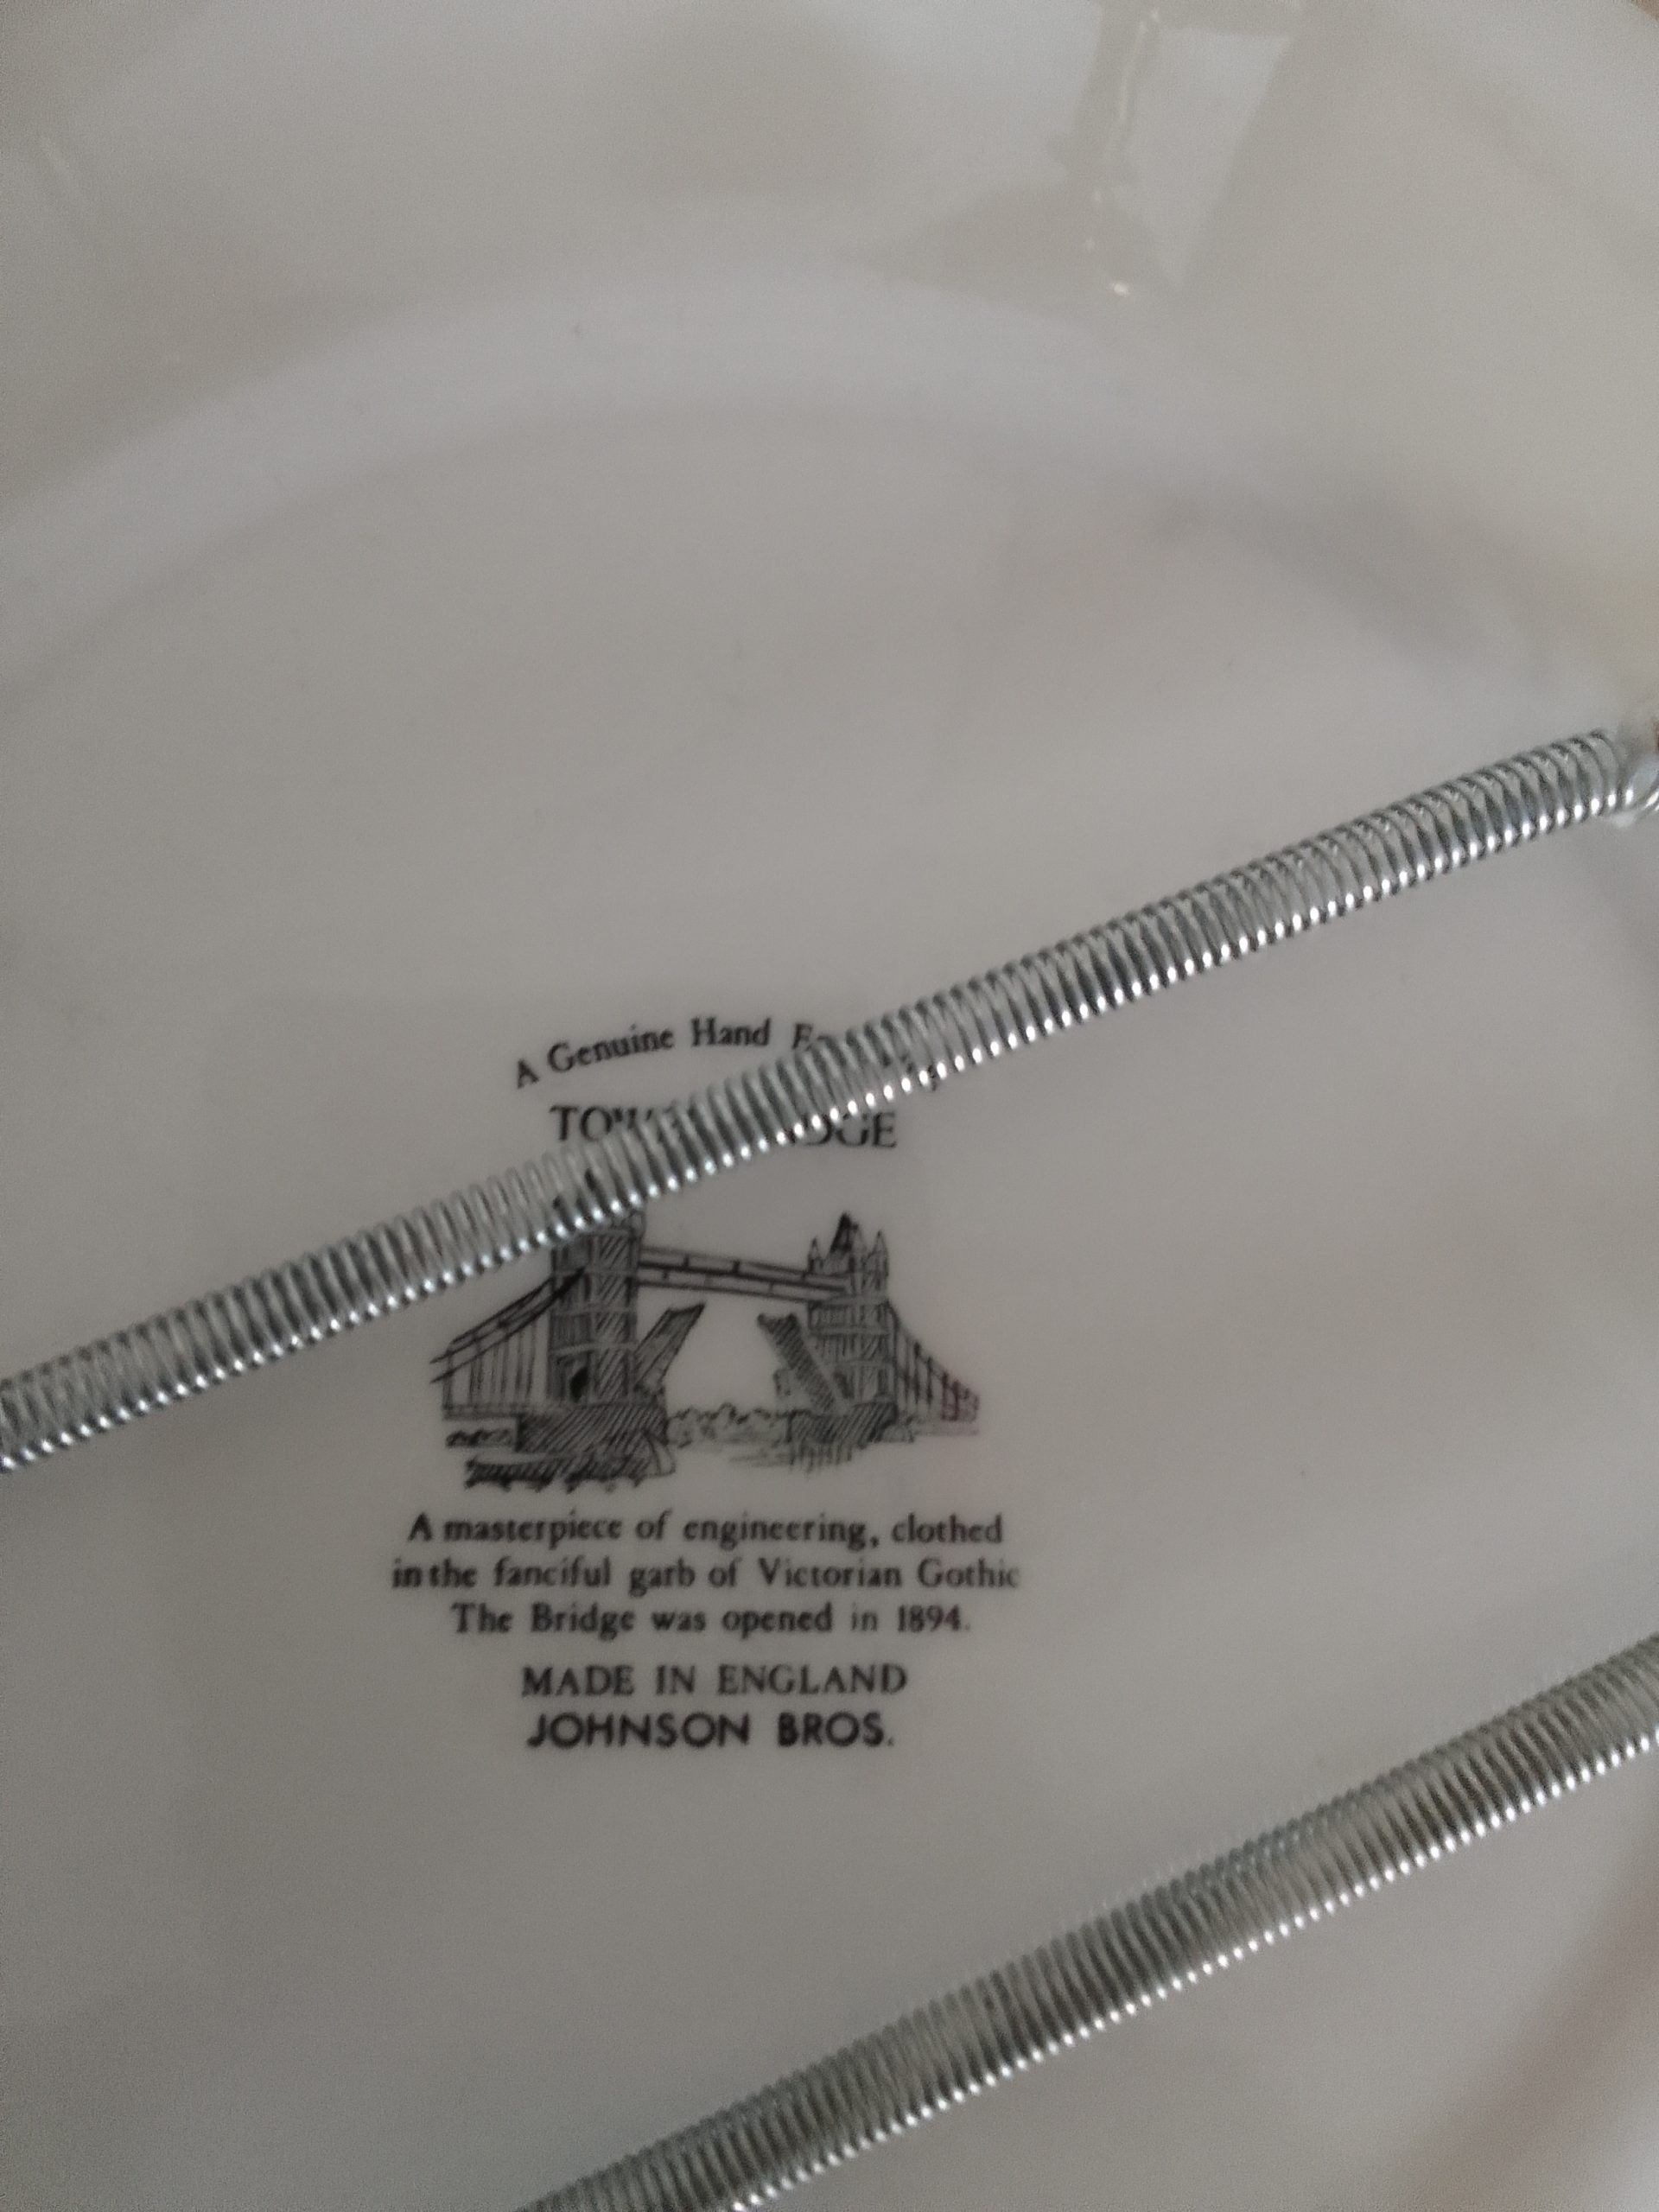 A Genuine Hand
A masterpiece of engineering, clothed
in the fanciful garb of Victorian Gothic
The Bridge was opened in 1894.
MADE IN ENGLAND
JOHNSON BROS.